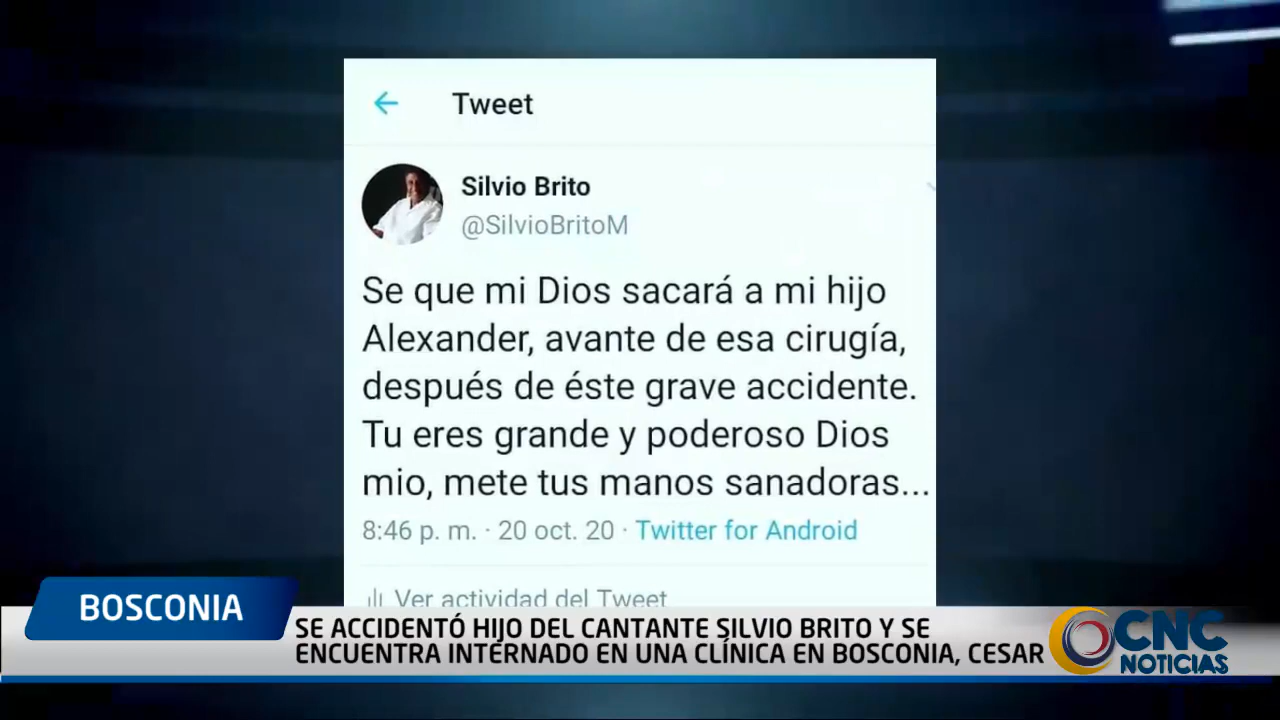 Tweet
Silvio Brito
@SilvioBritoM
Se que mi Dios sacará a mi hijo
Alexander, avante de esa cirugía,
después de éste grave accidente.
Tu eres grande y poderoso Dios
mio, mete tus manos sanadoras...
8:46 p. m. · 20 oct. 20 · Twitter for Android
Ver actividad del Tweet
BOSCONIA
SE ACCIDENTÓ HIJO DEL CANTANTE SILVIO BRITO Y SE
ENCUENTRA INTERNADO EN UNA CLÍNICA EN BOSCONIA, CESAR
CNC
NOTICIAS